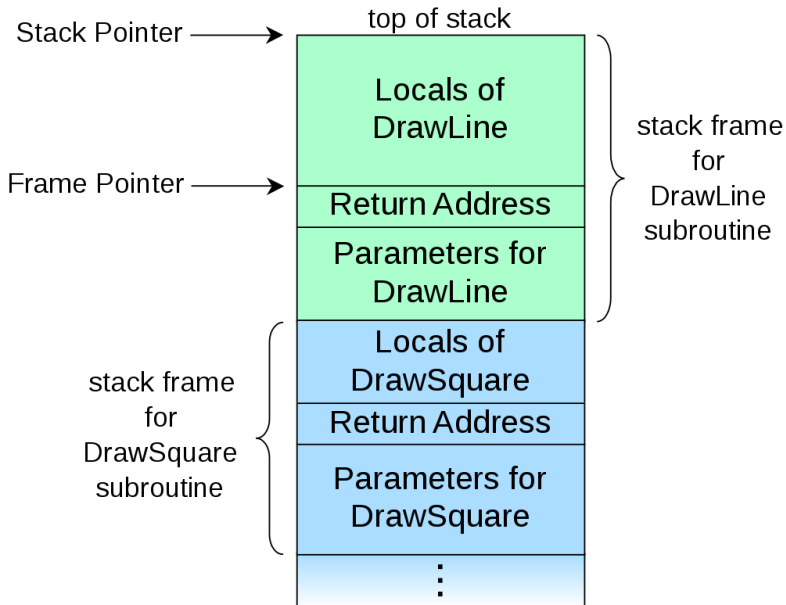 top of stack
Stack Pointer
Locals of
DrawLine
stack frame
for
DrawLine
subroutine
Frame Pointer
Return Address
Parameters for
DrawLine
Locals of
DrawSquare
stack frame
for
DrawSquare
subroutine
Return Address
Parameters for
DrawSquare
⋮